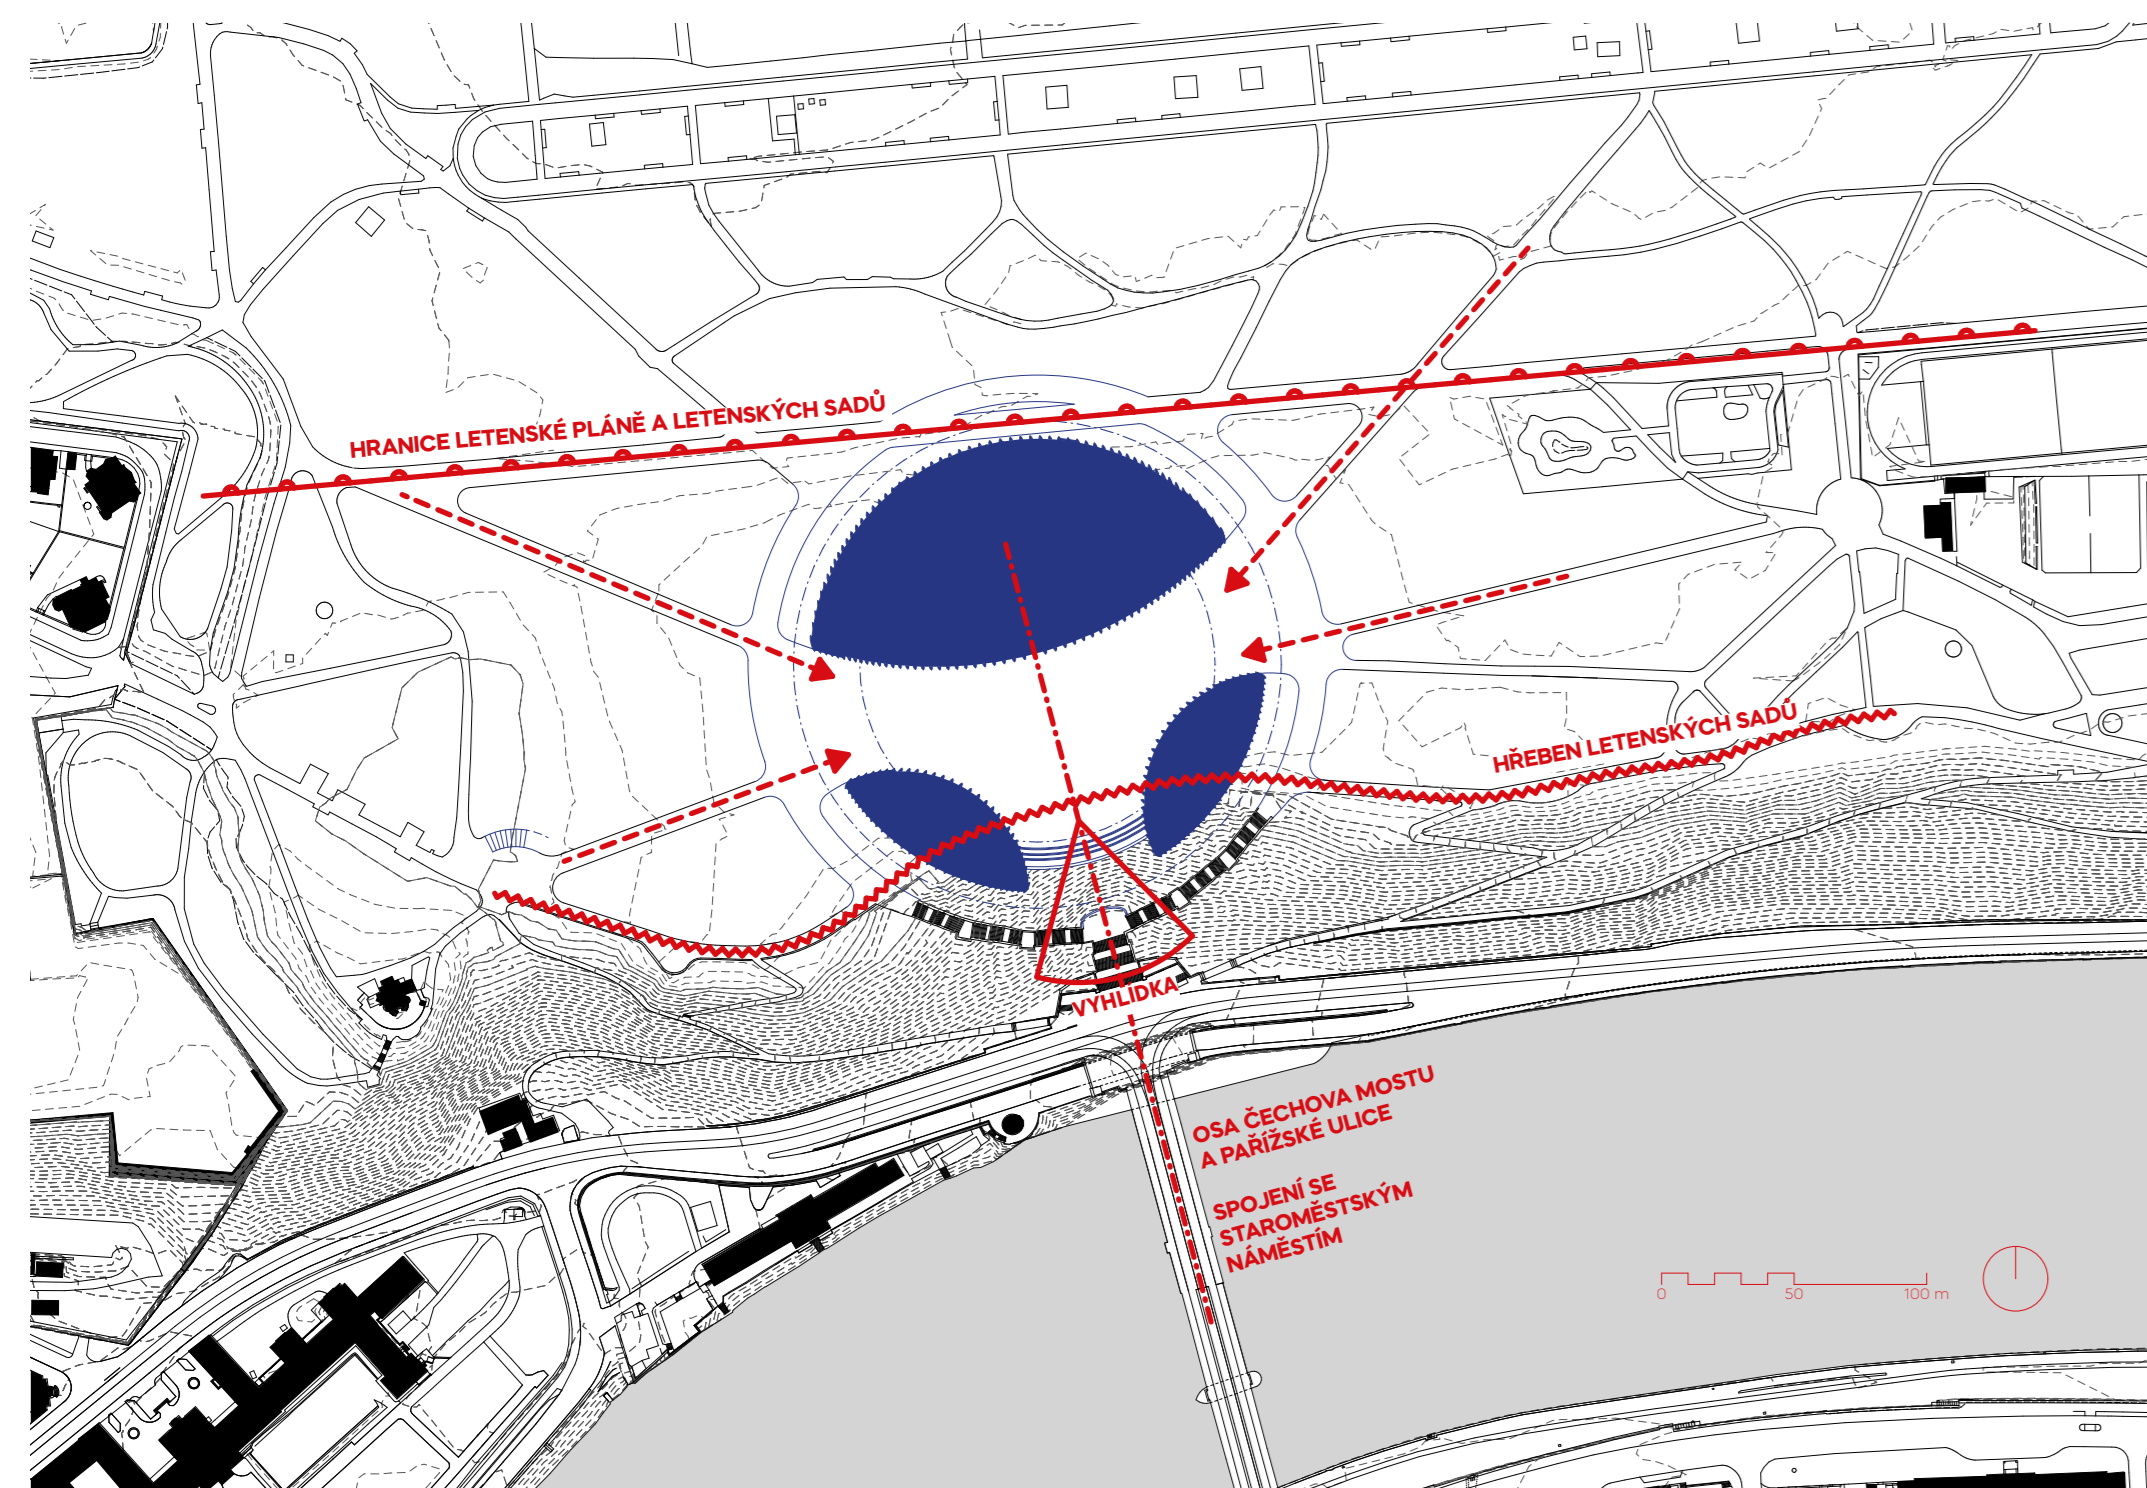 HRANICE LETENSKÉ PLÁNĚ A LETENSKÝCH SADŮ
HŘEBEN LETENSKÝCH SADŮ
VÝHLÍDKA
OSA ČECHOVA MOSTU
A PAŘÍŽSKÉ ULICE
SPOJENÍ SE
STAROMĚSTSKÝM
NÁMĚSTÍM
0 50 100 m